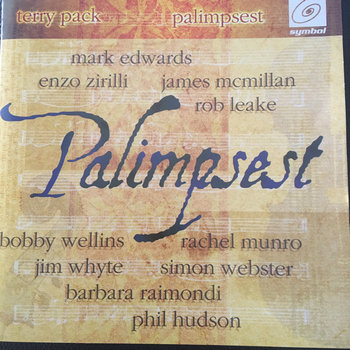 terry pack palimpsest
symbol
mark edwards
enzo zirilli james mcmillan
rob leake
Palimpsest
bobby wellins rachel munro
jim whyte simon webster
barbara raimondi
phil hudson